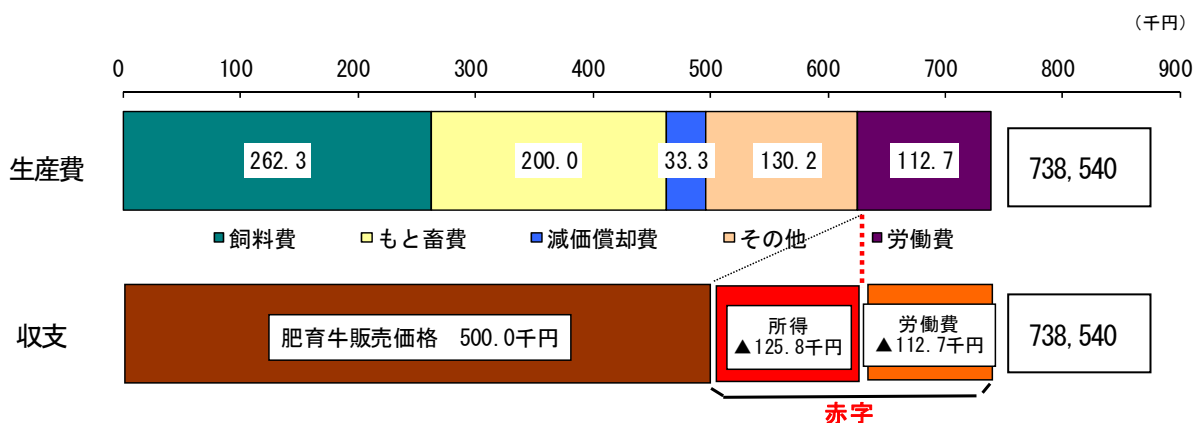 （千円）
0 100 200 300 400 500 600 700 800 900
生産費 262.3 200.0 33.3 130.2 112.7 738,540
飼料費 もと畜費 減価償却費 その他 労働費
収支 肥育牛販売価格 500.0千円 738,540
所得
▲125.8千円
労働費
▲112.7千円
赤字